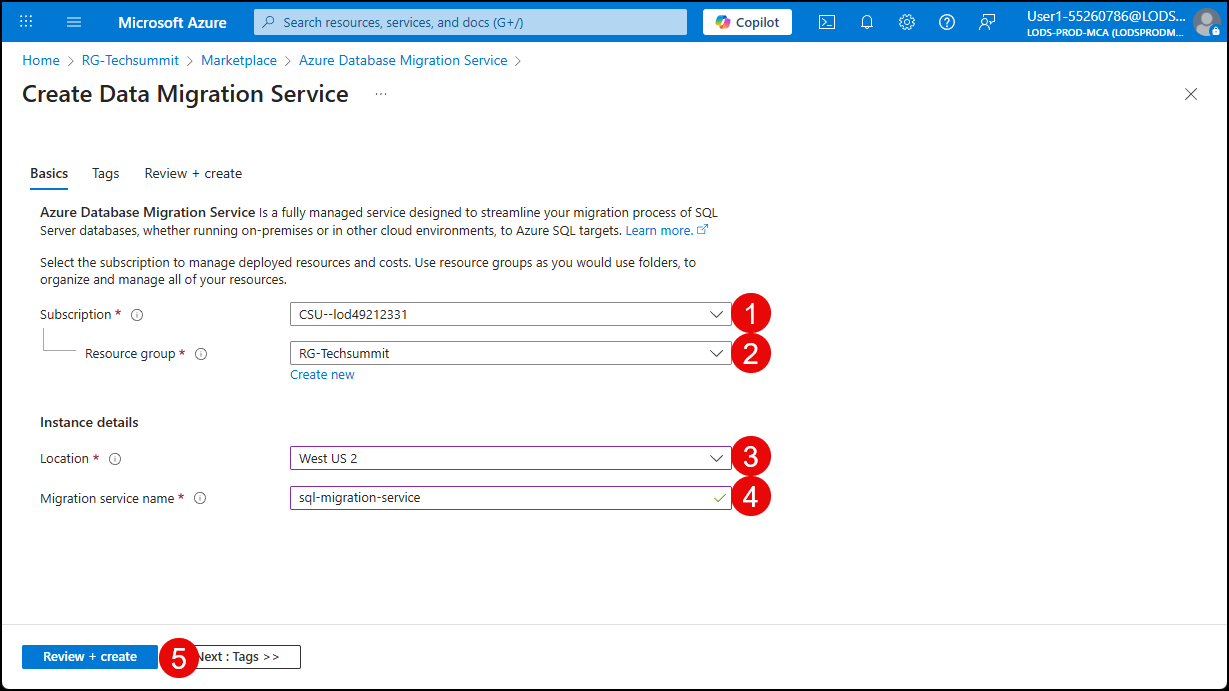 Microsoft Azure
Search resources, services, and docs (G+/)
Copilot
User1-55260786@LODS...
LODS-PROD-MCA (LODSPRODM...
Home > RG-Techsummit > Marketplace > Azure Database Migration Service >
Create Data Migration Service ...
Basics
Tags
Review + create
Azure Database Migration Service Is a fully managed service designed to streamline your migration process of SQL
Server databases, whether running on-premises or in other cloud environments, to Azure SQL targets. Learn more.
Select the subscription to manage deployed resources and costs. Use resource groups as you would use folders, to
organize and manage all of your resources.
Subscription *
CSU--lod49212331
1
Resource group *
RG-Techsummit
2
Create new
Instance details
Location *
West US 2
3
Migration service name *
sql-migration-service
4
Review + create
5
Next : Tags >>